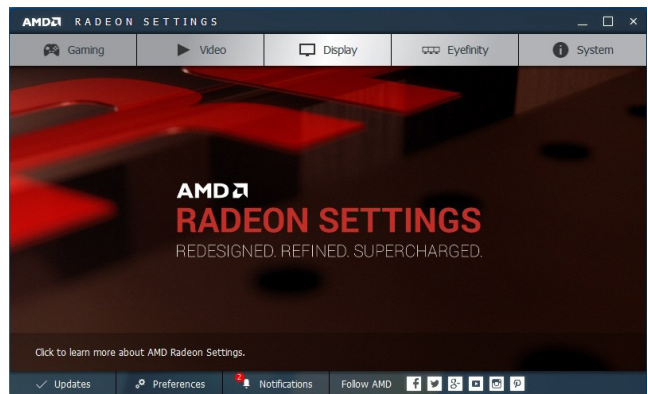 AMD RADEON SETTINGS
Gaming Video Display Eyefinity System
AMD
RADEON SETTINGS
REDESIGNED. REFINED. SUPERCHARGED.
Click to learn more about AMD Radeon Settings.
Updates Preferences 2 Notifications Follow AMD